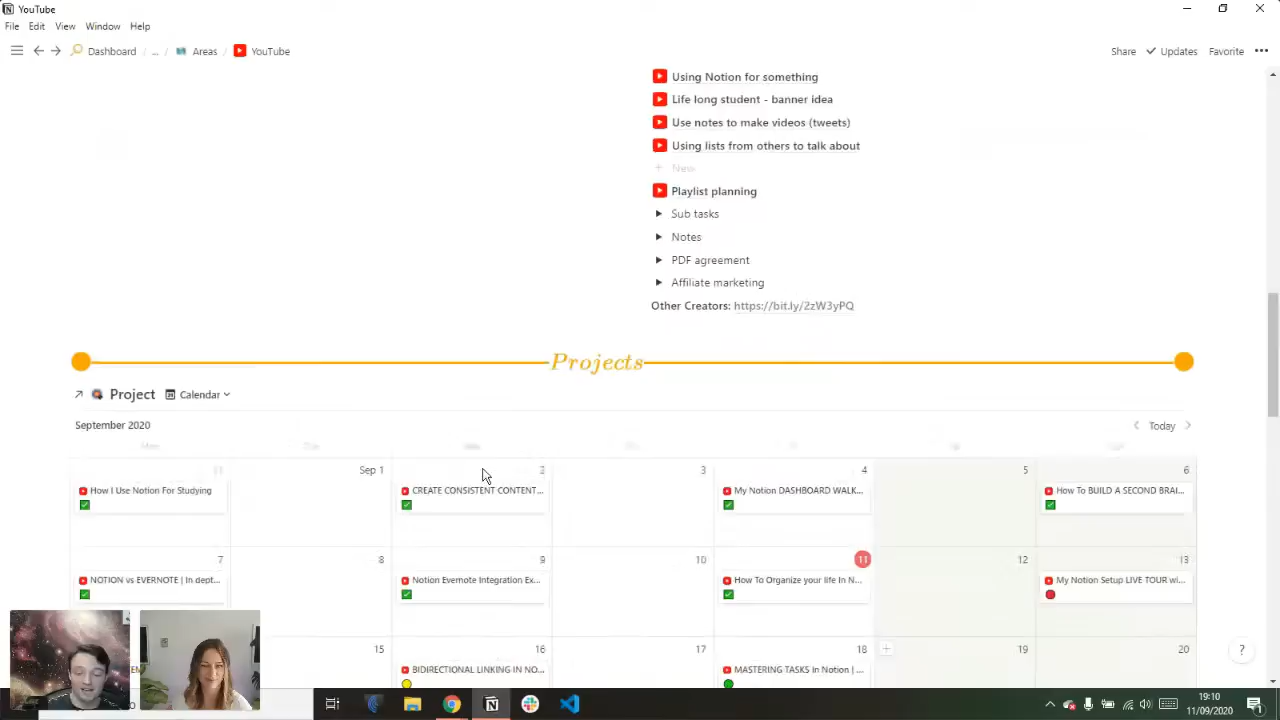 YouTube
File Edit View Window Help
Dashboard / ... / Areas / YouTube
Share Updates Favorite
Using Notion for something
Life long student - banner idea
Use notes to make videos (tweets)
Using lists from others to talk about
+ New
Playlist planning
Sub tasks
Notes
PDF agreement
Affiliate marketing
Other Creators: https://bit.ly/2zW3yPQ
Projects
Project Calendar
September 2020
Today
Sep 1 2 3 4 5 6
How I Use Notion For Studying
CREATE CONSISTENT CONTENT...
My Notion DASHBOARD WALK...
How To BUILD A SECOND BRAI...
7 8 9 10 11 12 13
NOTION vs EVERNOTE | In dept...
Notion Evernote Integration Ex...
How To Organize your life In N...
My Notion Setup LIVE TOUR wi...
15 16 17 18 + 19 20
BIDIRECTIONAL LINKING IN NO...
MASTERING TASKS In Notion | ...
?
19:10
11/09/2020